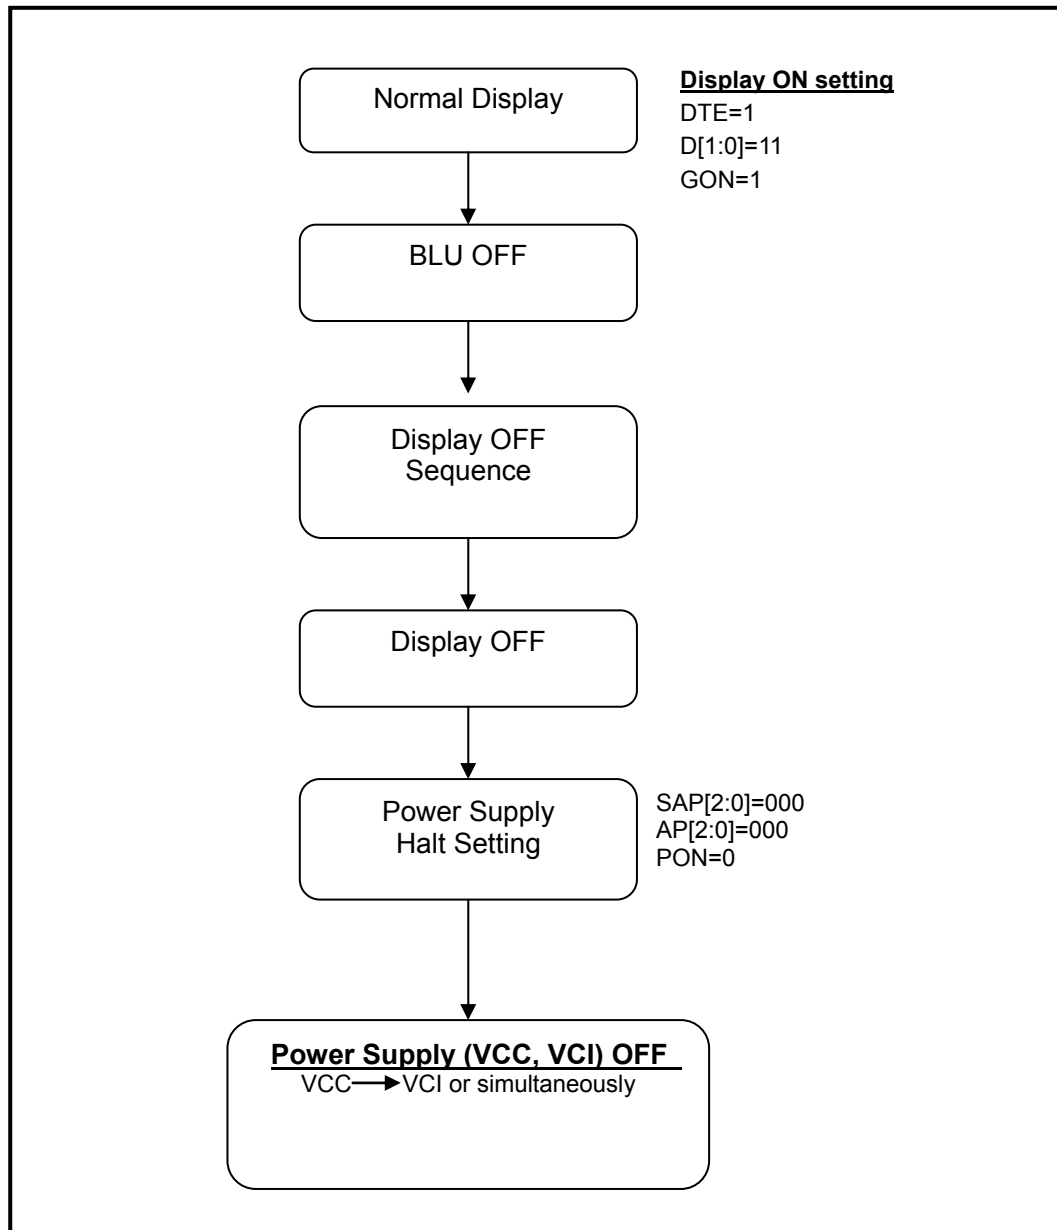 Normal Display
Display ON setting
DTE=1
D[1:0]=11
GON=1
BLU OFF
Display OFF
Sequence
Display OFF
Power Supply
Halt Setting
SAP[2:0]=000
AP[2:0]=000
PON=0
Power Supply (VCC, VCI) OFF
VCC VCI or simultaneously